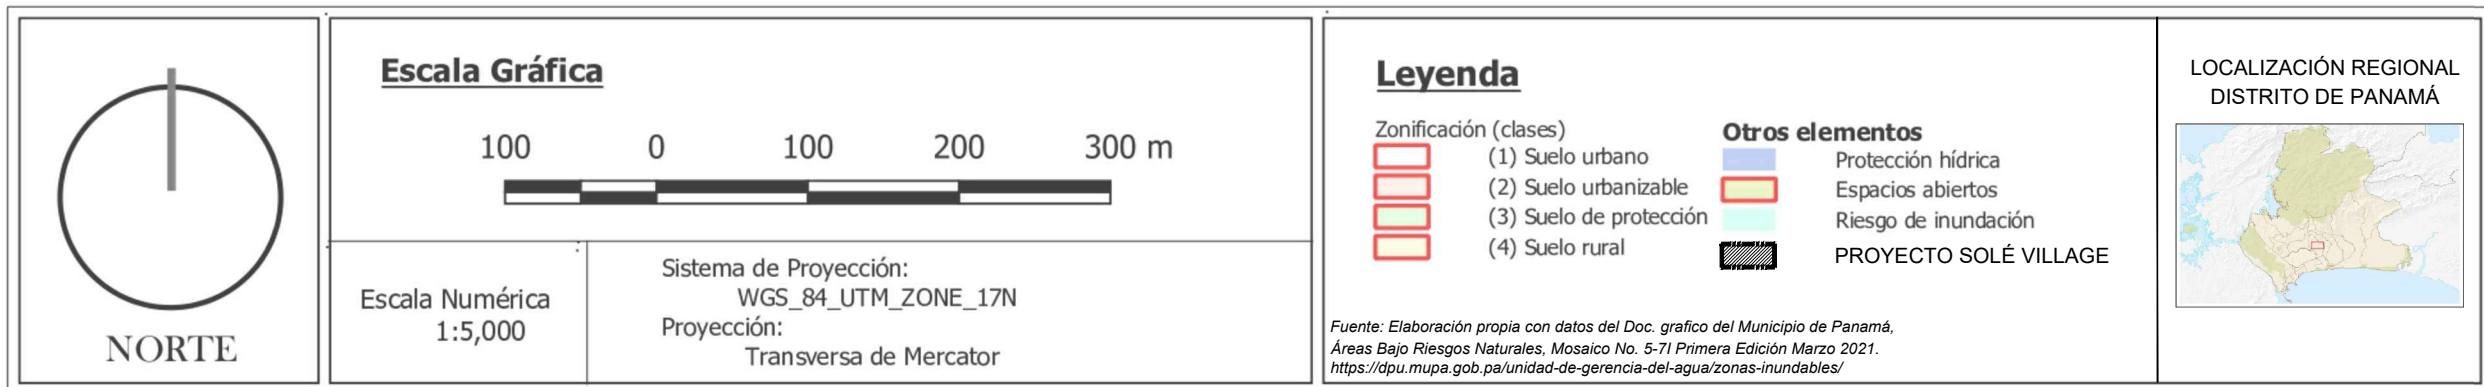 NORTE
Escala Gráfica
100 0 100 200 300 m
Escala Numérica
1:5,000
Sistema de Proyección:
WGS_84_UTM_ZONE_17N
Proyección:
Transversa de Mercator
Leyenda
Zonificación (clases)
(1) Suelo urbano
(2) Suelo urbanizable
(3) Suelo de protección
(4) Suelo rural
Otros elementos
Protección hídrica
Espacios abiertos
Riesgo de inundación
PROYECTO SOLÉ VILLAGE
Fuente: Elaboración propia con datos del Doc. grafico del Municipio de Panamá,
Áreas Bajo Riesgos Naturales, Mosaico No. 5-7I Primera Edición Marzo 2021.
https://dpu.mupa.gob.pa/unidad-de-gerencia-del-agua/zonas-inundables/
LOCALIZACIÓN REGIONAL
DISTRITO DE PANAMÁ